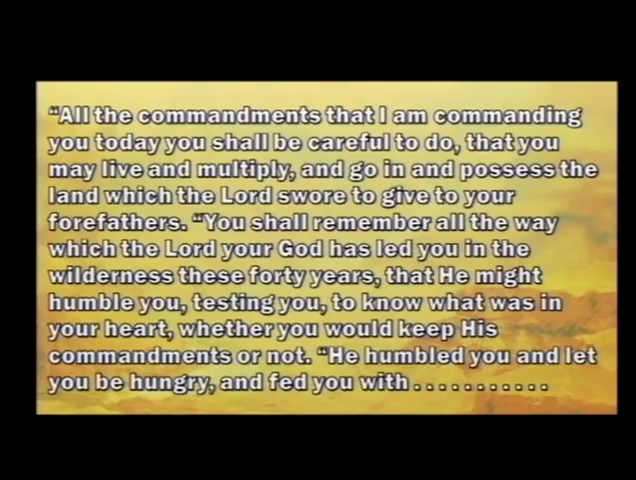 “All the commandments that I am commanding
you today you shall be careful to do, that you
may live and multiply, and go in and possess the
land which the Lord swore to give to your
forefathers. “You shall remember all the way
which the Lord your God has led you in the
wilderness these forty years, that He might
humble you, testing you, to know what was in
your heart, whether you would keep His
commandments or not. “He humbled you and let
you be hungry, and fed you with ...........